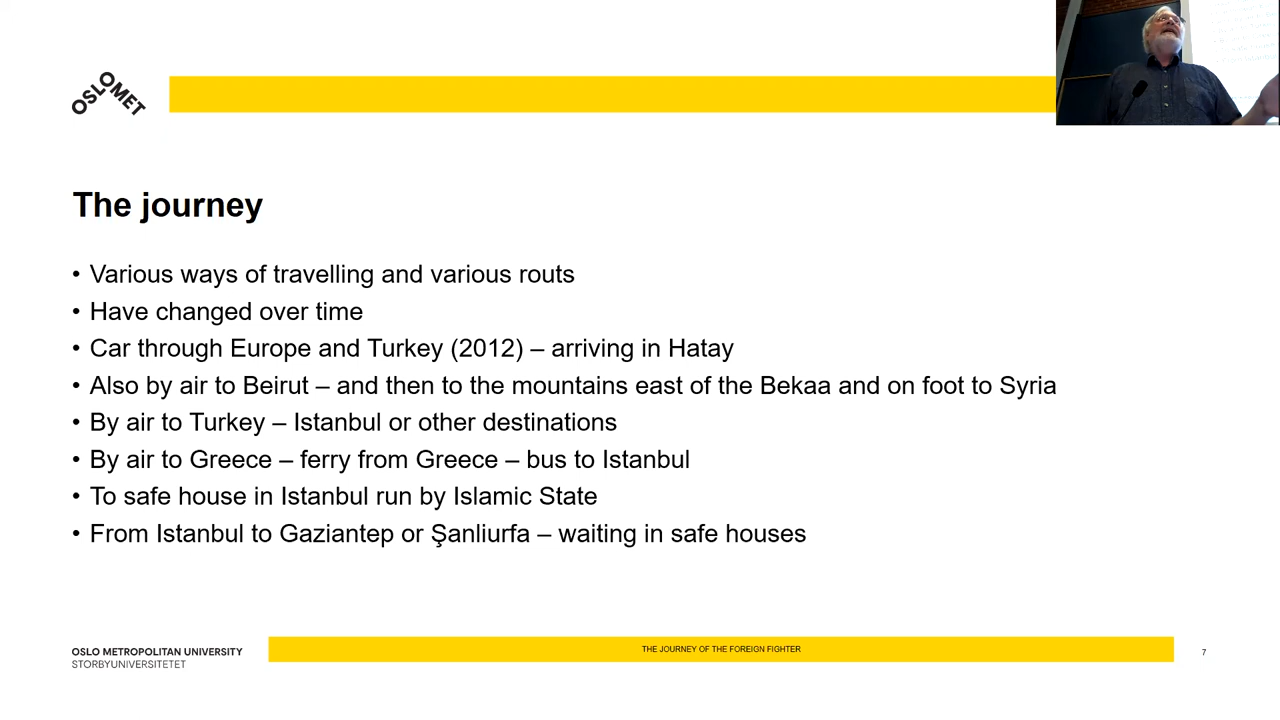 OSLOMET
The journey
• Various ways of travelling and various routs
• Have changed over time
• Car through Europe and Turkey (2012) – arriving in Hatay
• Also by air to Beirut – and then to the mountains east of the Bekaa and on foot to Syria
• By air to Turkey – Istanbul or other destinations
• By air to Greece – ferry from Greece – bus to Istanbul
• To safe house in Istanbul run by Islamic State
• From Istanbul to Gaziantep or Şanliurfa – waiting in safe houses
OSLO METROPOLITAN UNIVERSITY
STORBYUNIVERSITETET
THE JOURNEY OF THE FOREIGN FIGHTER
7